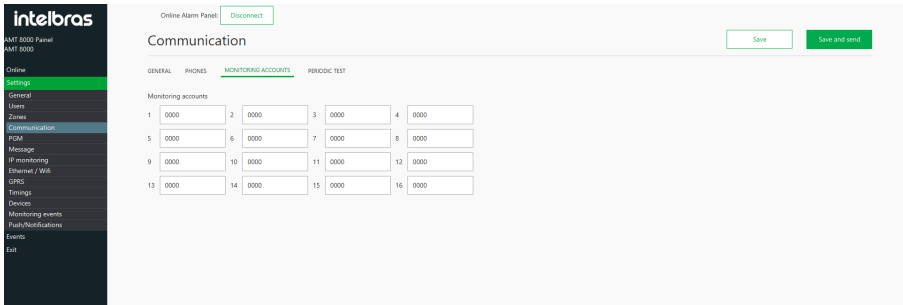 intelbras
AMT 8000 Painel
AMT 8000
Online
Settings
General
Users
Zones
Communication
PGM
Message
IP monitoring
Ethernet / Wifi
GPRS
Timings
Devices
Monitoring events
Push/Notifications
Events
Exit
Online Alarm Panel: Disconnect
Communication Save Save and send
GENERAL PHONES MONITORING ACCOUNTS PERIODIC TEST
Monitoring accounts
1 0000 2 0000 3 0000 4 0000
5 0000 6 0000 7 0000 8 0000
9 0000 10 0000 11 0000 12 0000
13 0000 14 0000 15 0000 16 0000